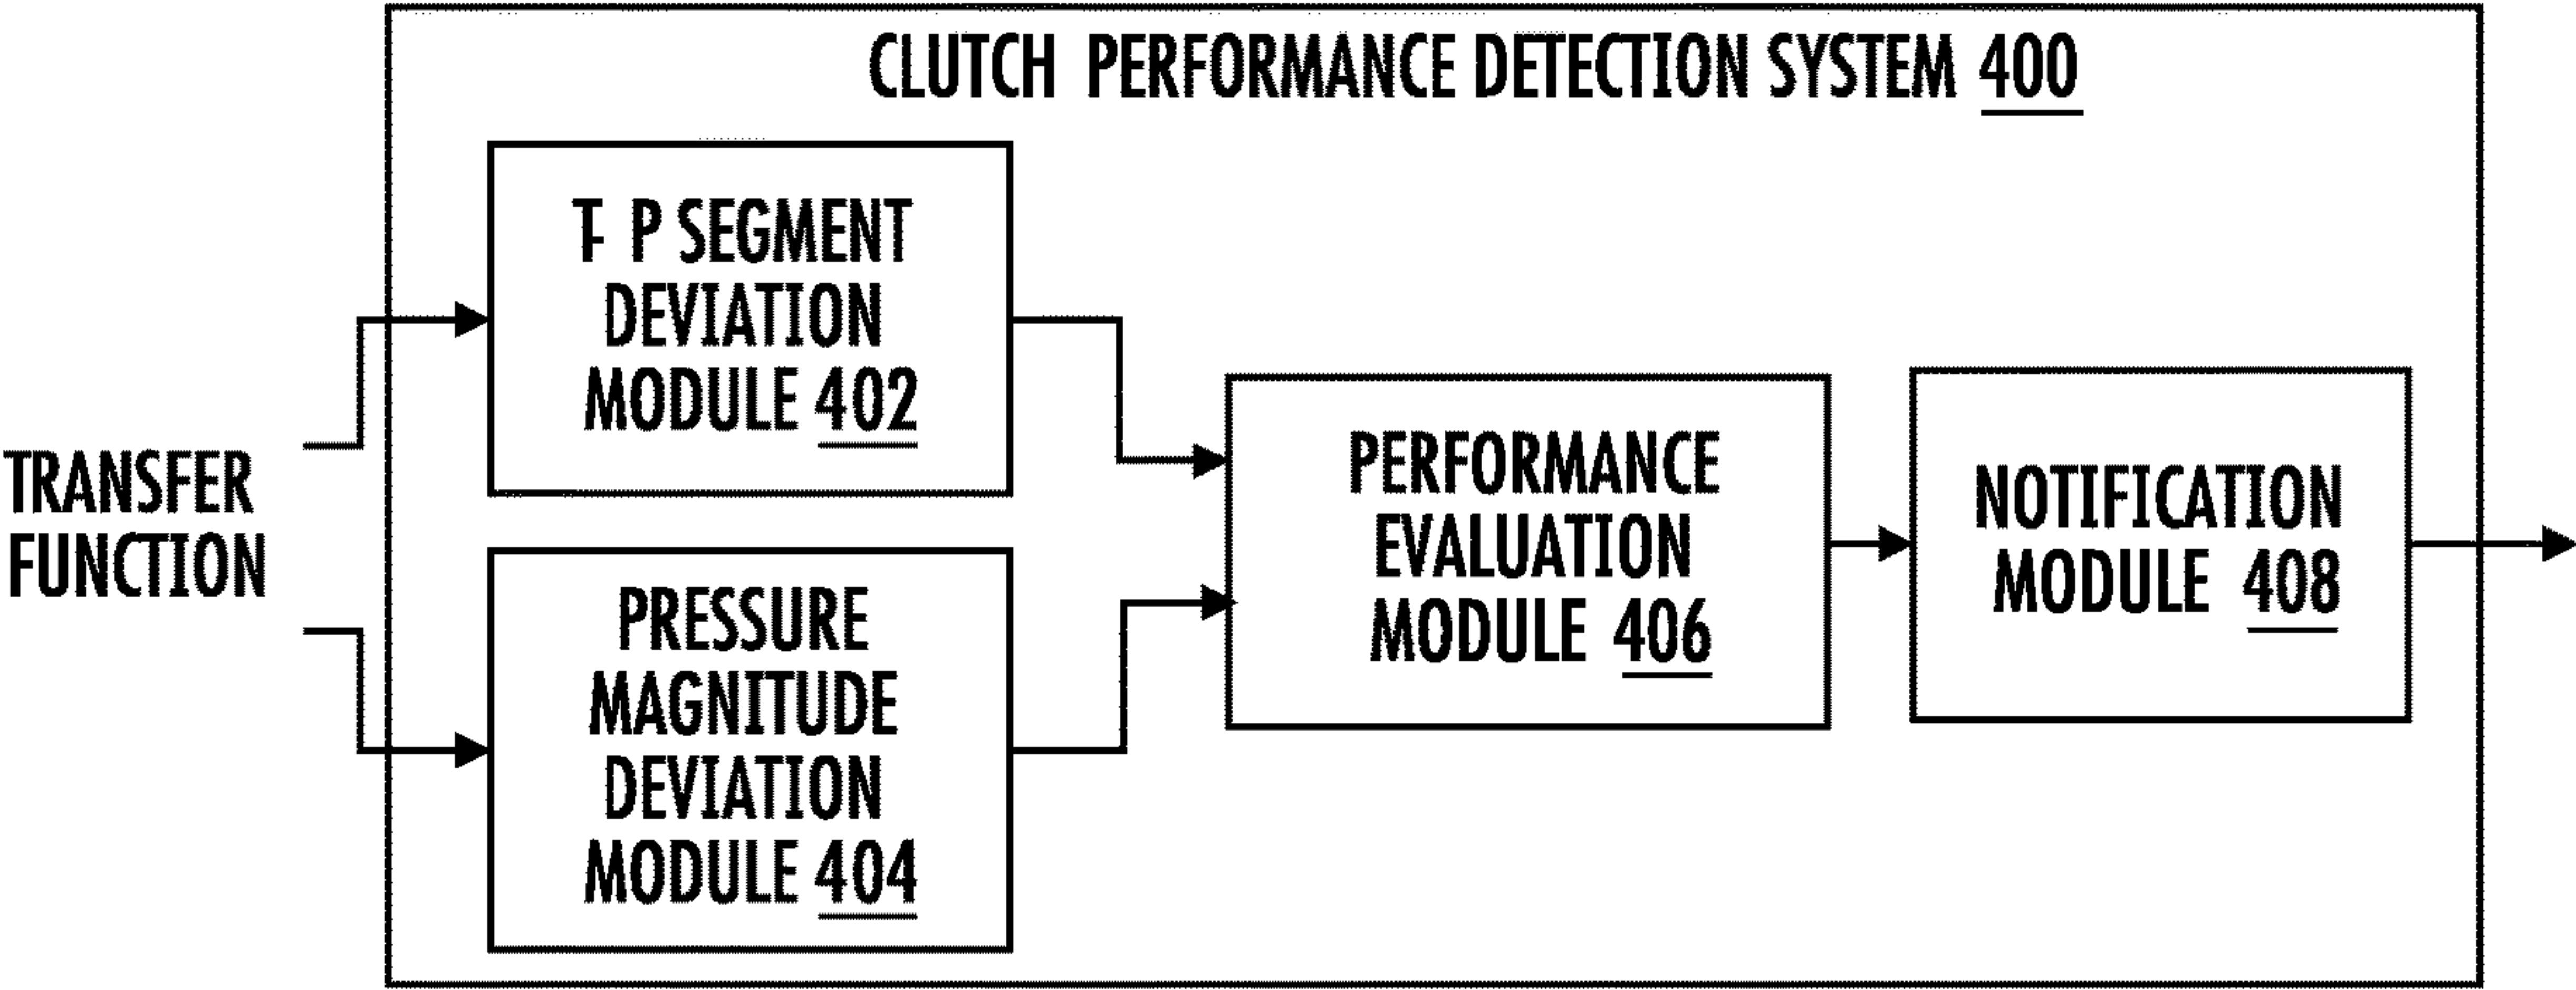 CLUTCH PERFORMANCE DETECTION SYSTEM 400
T- P SEGMENT
DEVIATION
MODULE 402
TRANSFER
FUNCTION
PRESSURE
MAGNITUDE
DEVIATION
MODULE 404
PERFORMANCE
EVALUATION
MODULE 406
NOTIFICATION
MODULE 408